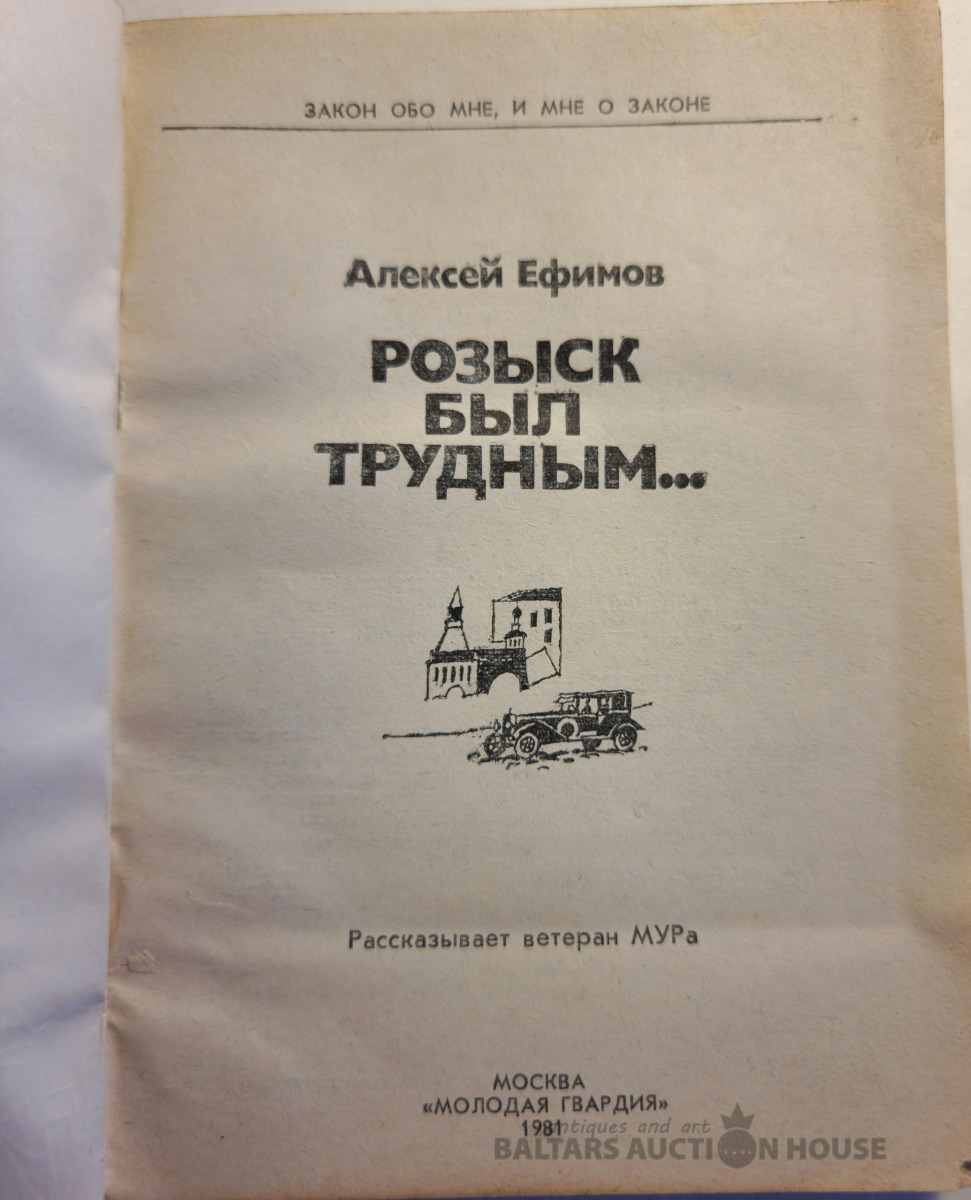 ЗАКОН ОБО МНЕ, И МНЕ О ЗАКОНЕ
Алексей Ефимов
РОЗЫСК
БЫЛ
ТРУДНЫМ...
Рассказывает ветеран МУРа
МОСКВА
«МОЛОДАЯ ГВАРДИЯ»
1981
antiques and art
BALTARS AUCTION HOUSE